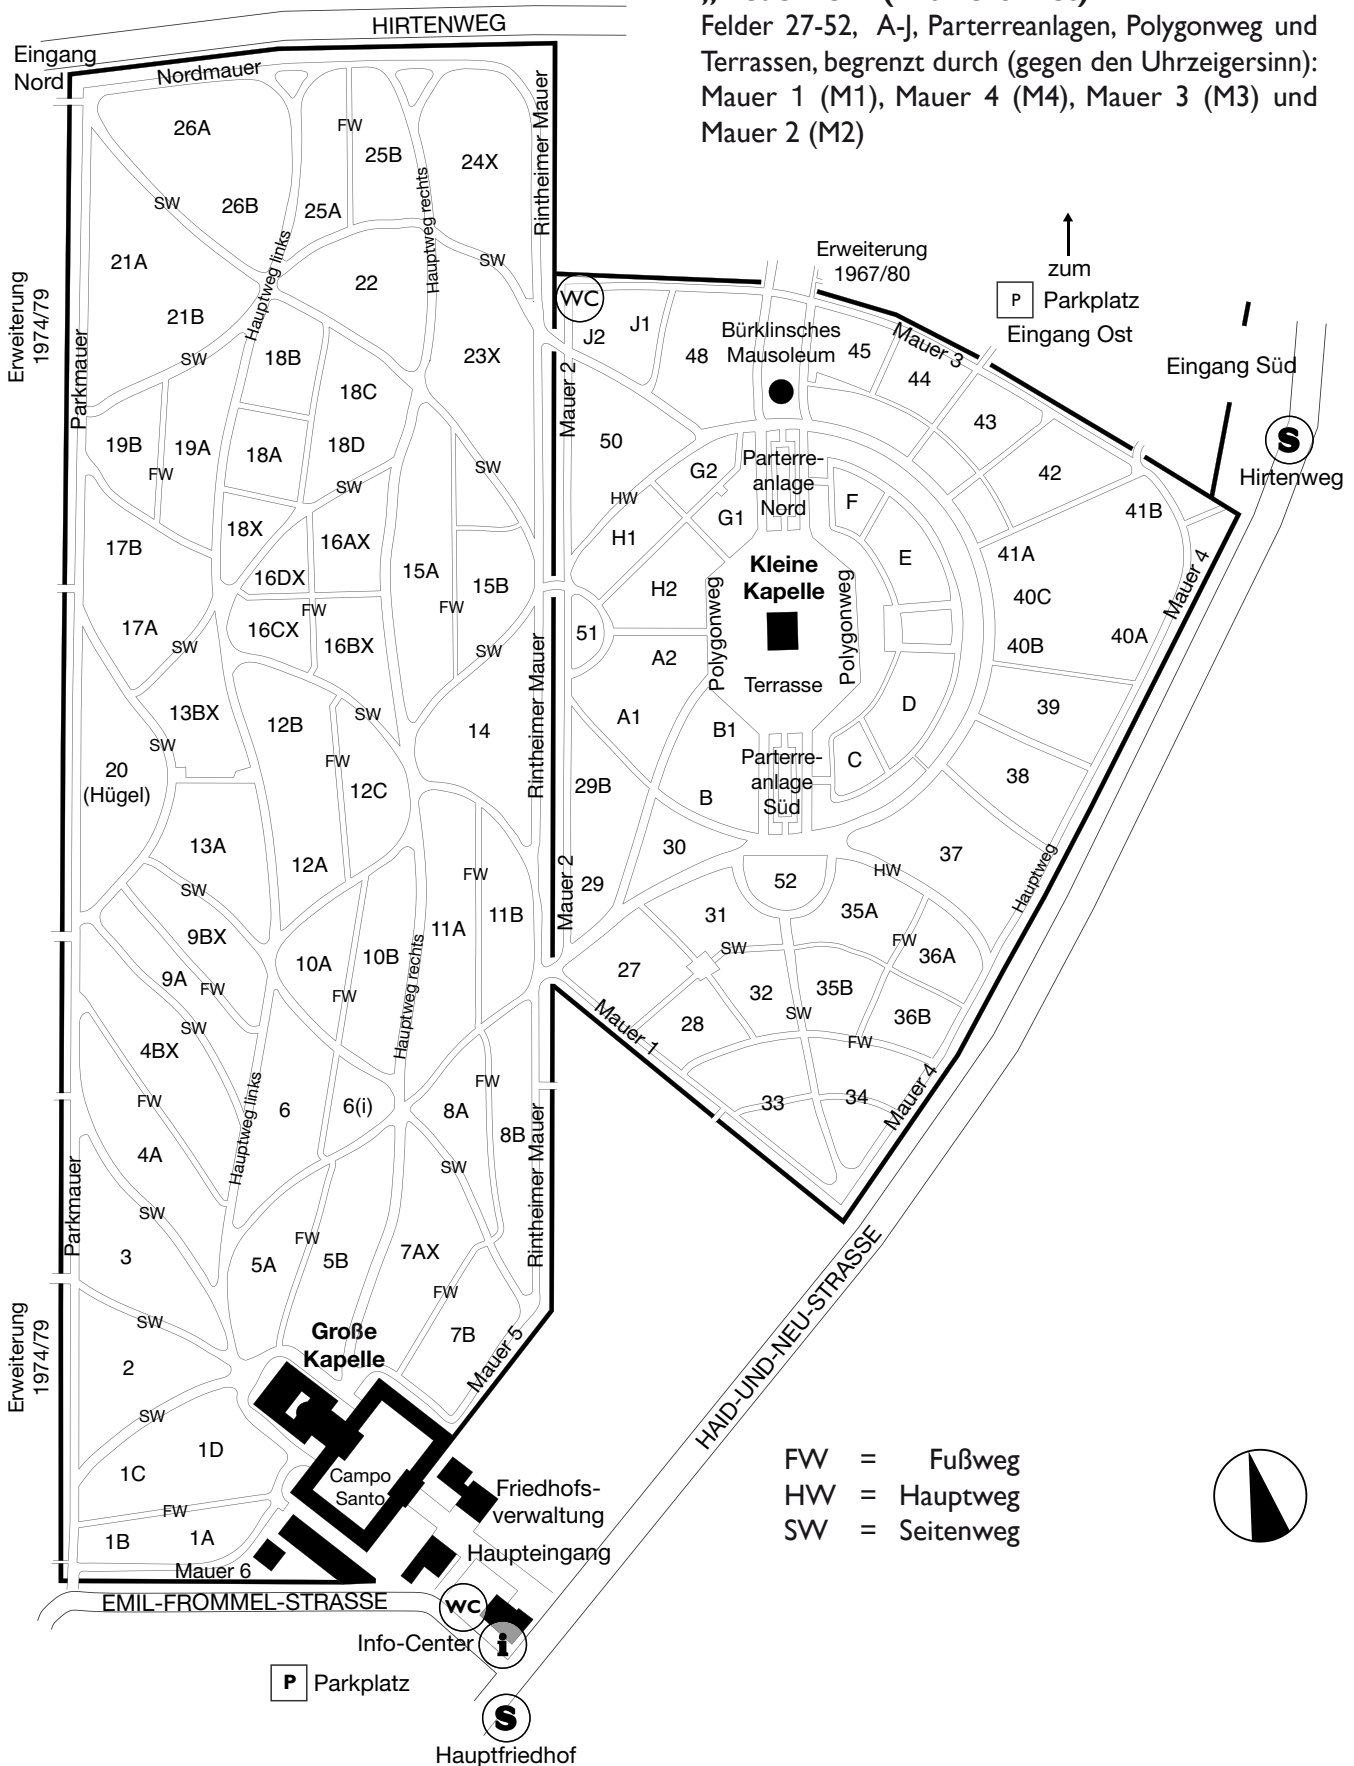 Felder 27-52, A-J, Parterreanlagen, Polygonweg und
Terrassen, begrenzt durch (gegen den Uhrzeigersinn):
Mauer 1 (M1), Mauer 4 (M4), Mauer 3 (M3) und
Mauer 2 (M2)
HIRTENWEG
Eingang
Nord
Nordmauer
26A
FW
25B
24X
Rintheimer Mauer
SW
26B
25A
Hauptweg rechts
Hauptweg links
21A
22
SW
Erweiterung
1974/79
21B
Parkmauer
SW
18B
18C
23X
19B
19A
FW
18A
18D
SW
SW
18X
16AX
17B
16DX
15A
15B
FW
FW
16CX
16BX
17A
SW
SW
13BX
12B
SW
14
SW
FW
20
(Hügel)
12C
Rintheimer Mauer
13A
12A
FW
SW
11A
11B
9BX
10A
10B
9A
FW
FW
Hauptweg rechts
SW
4BX
FW
Hauptweg links
6
6(i)
FW
8A
8B
4A
SW
Parkmauer
SW
Rintheimer Mauer
3
FW
5A
5B
7AX
FW
SW
Erweiterung
1974/79
2
Große
Kapelle
7B
Mauer 5
SW
1D
1C
Campo
Santo
FW
1B
1A
Mauer 6
Friedhofs-
verwaltung
Haupteingang
EMIL-FROMMEL-STRASSE
WC
Info-Center
i
P Parkplatz
S
Hauptfriedhof
WC
J2
J1
48
Erweiterung
1967/80
Bürklinsches
Mausoleum
45
Mauer 3
44
43
42
41B
zum
P Parkplatz
Eingang Ost
Eingang Süd
S
Hirtenweg
Mauer 2
50
G2
HW
G1
H1
H2
Parterre-
anlage
Nord
F
E
Kleine
Kapelle
Polygonweg
Polygonweg
Terrasse
41A
40C
40B
40A
Mauer 4
51
A2
A1
B1
D
39
C
38
Parterre-
anlage
Süd
29B
B
30
37
Hauptweg
HW
Mauer 2
29
52
31
35A
SW
FW
36A
27
32
35B
SW
36B
28
FW
Mauer 1
33
34
Mauer 4
HAID-UND-NEU-STRASSE
FW = Fußweg
HW = Hauptweg
SW = Seitenweg